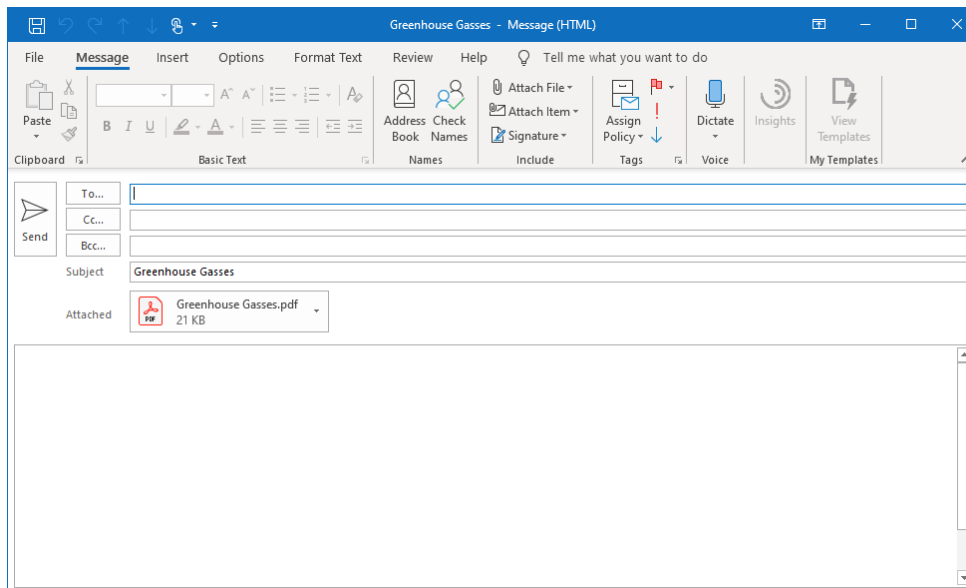 Greenhouse Gasses - Message (HTML)
File Message Insert Options Format Text Review Help Tell me what you want to do
Paste
B I U A
Address Book
Check Names
Attach File
Attach Item
Signature
Assign Policy
Dictate
Insights
View Templates
Clipboard Basic Text Names Include Tags Voice My Templates
Send
To...
Cc...
Bcc...
Subject Greenhouse Gasses
Attached
PDF
Greenhouse Gasses.pdf
21 KB